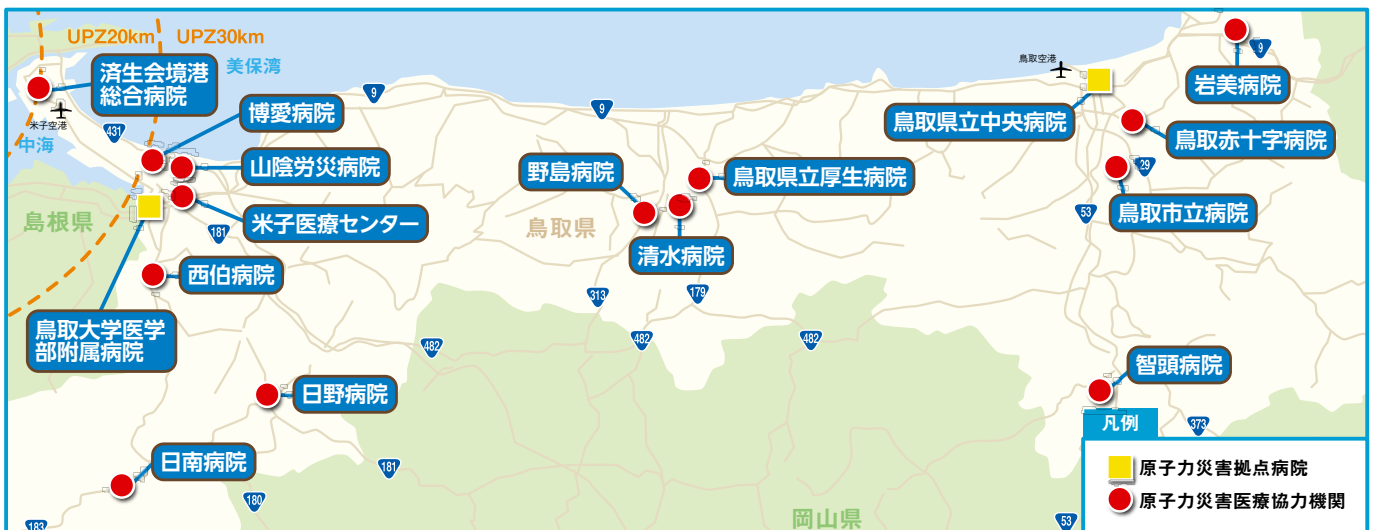 UPZ20km
UPZ30km
済生会境港
総合病院
美保湾
米子空港
中海
431
博愛病院
山陰労災病院
米子医療センター
島根県
181
西伯病院
鳥取大学医学
部附属病院
日野病院
日南病院
183
180
181
482
9
9
野島病院
鳥取県立厚生病院
清水病院
鳥取県
313
179
482
482
岡山県
鳥取空港
鳥取県立中央病院
9
岩美病院
鳥取赤十字病院
29
鳥取市立病院
53
智頭病院
373
53
凡例
原子力災害拠点病院
原子力災害医療協力機関